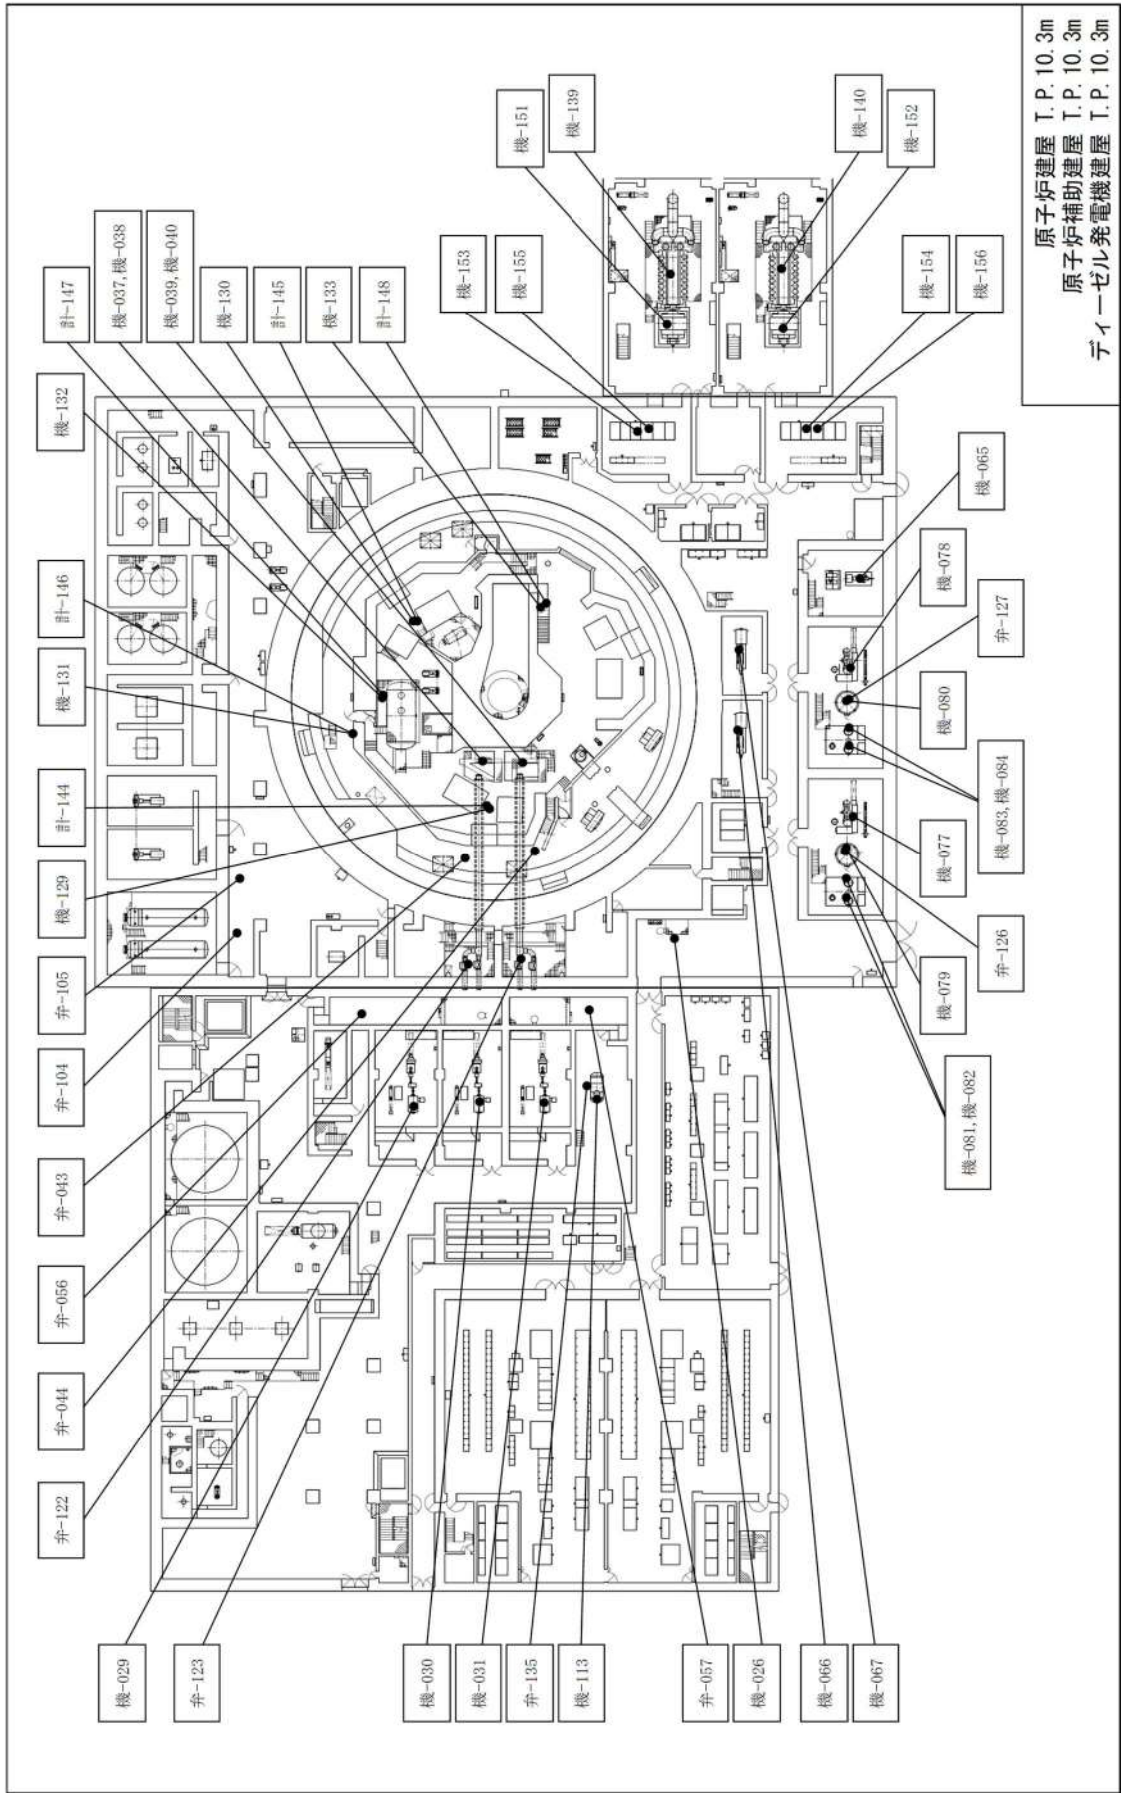 計-147
機-037, 機-038
機-039, 機-040
機-130
計-145
機-133
計-148
機-132
計-146
機-131
計-144
機-129
弁-105
弁-104
弁-043
弁-056
弁-044
弁-122
機-151
機-139
機-140
機-152
機-153
機-155
機-154
機-156
機-065
機-078
弁-127
機-080
機-083, 機-084
機-077
弁-126
機-079
機-081, 機-082
機-029
弁-123
機-030
機-031
弁-135
機-113
弁-057
機-026
機-066
機-067
原子炉建屋 T.P.10.3m
原子炉補助建屋 T.P.10.3m
ディーゼル発電機建屋 T.P.10.3m